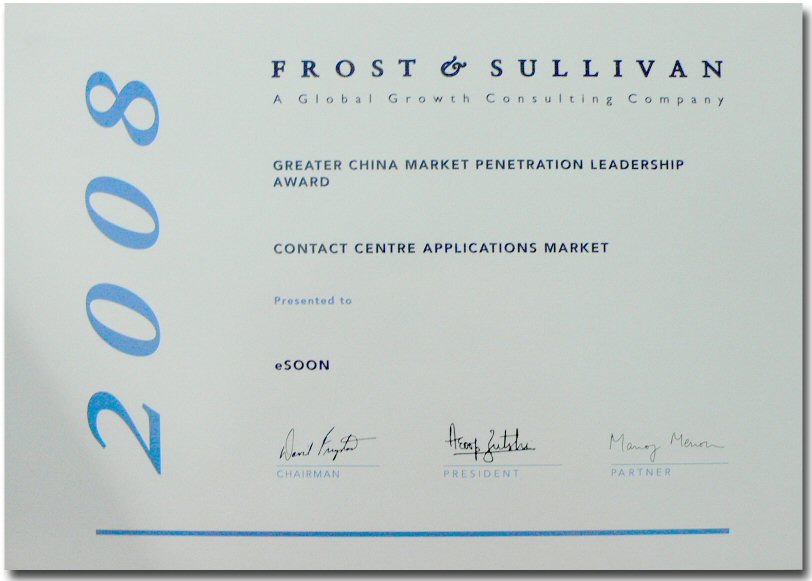 2008
FROST & SULLIVAN
A Global Growth Consulting Company
GREATER CHINA MARKET PENETRATION LEADERSHIP
AWARD
CONTACT CENTRE APPLICATIONS MARKET
Presented to
eSOON
Manoj Menon
CHAIRMAN
PRESIDENT
PARTNER